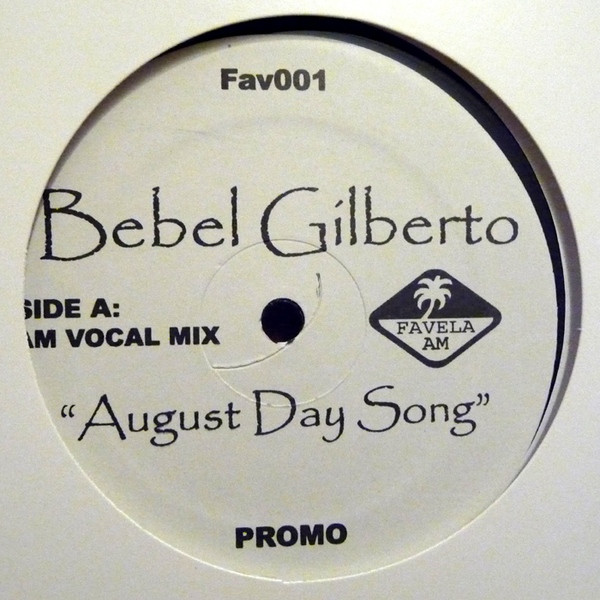 Fav001
Bebel Gilberto
SIDE A:
AM VOCAL MIX
FAVELA
AM
“August Day Song”
PROMO